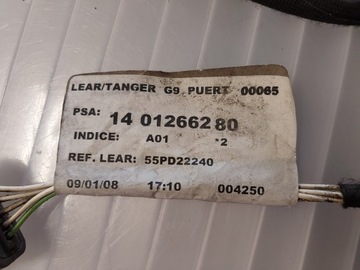 LEAR/TANGER G9 PUERT 00065
PSA: 14 01266280
INDICE: A01 *2
REF. LEAR: 55PD22240
09/01/08 17:10 004250